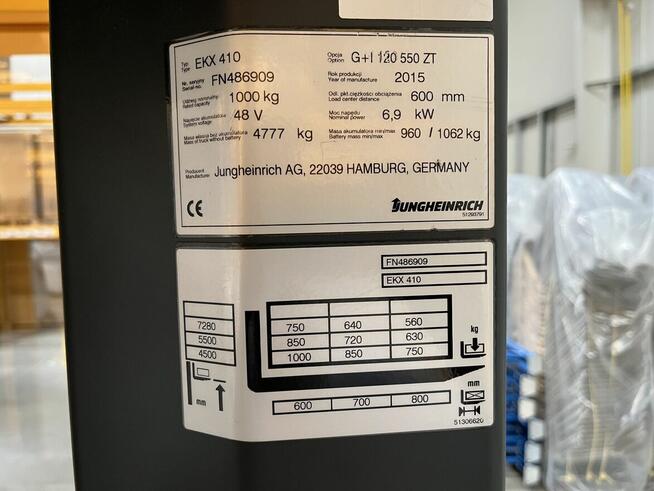 Typ
Type EKX 410
Opcja
Option G+I 120 550 ZT
Nr. seryjny
Serial-no. FN486909
Rok produkcji
Year of manufacture 2015
Udźwig nominalny
Rated capacity 1000 kg
Odl. pkt. ciężkości obciążenia
Load center distance 600 mm
Napięcie akumulatora
System voltage 48 V
Moc napędu
Nominal power 6,9 kW
Masa własna bez akumulatora
Mass of truck without battery 4777 kg
Masa akumulatora min/max
Battery mass min/max 960 / 1062 kg
Producent
Manufacturer Jungheinrich AG, 22039 HAMBURG, GERMANY
CE
JUNGHEINRICH
51293791
FN486909
EKX 410
7280 750 640 560
5500 850 720 630
4500 1000 850 750
kg
mm
600 700 800
mm
51306620